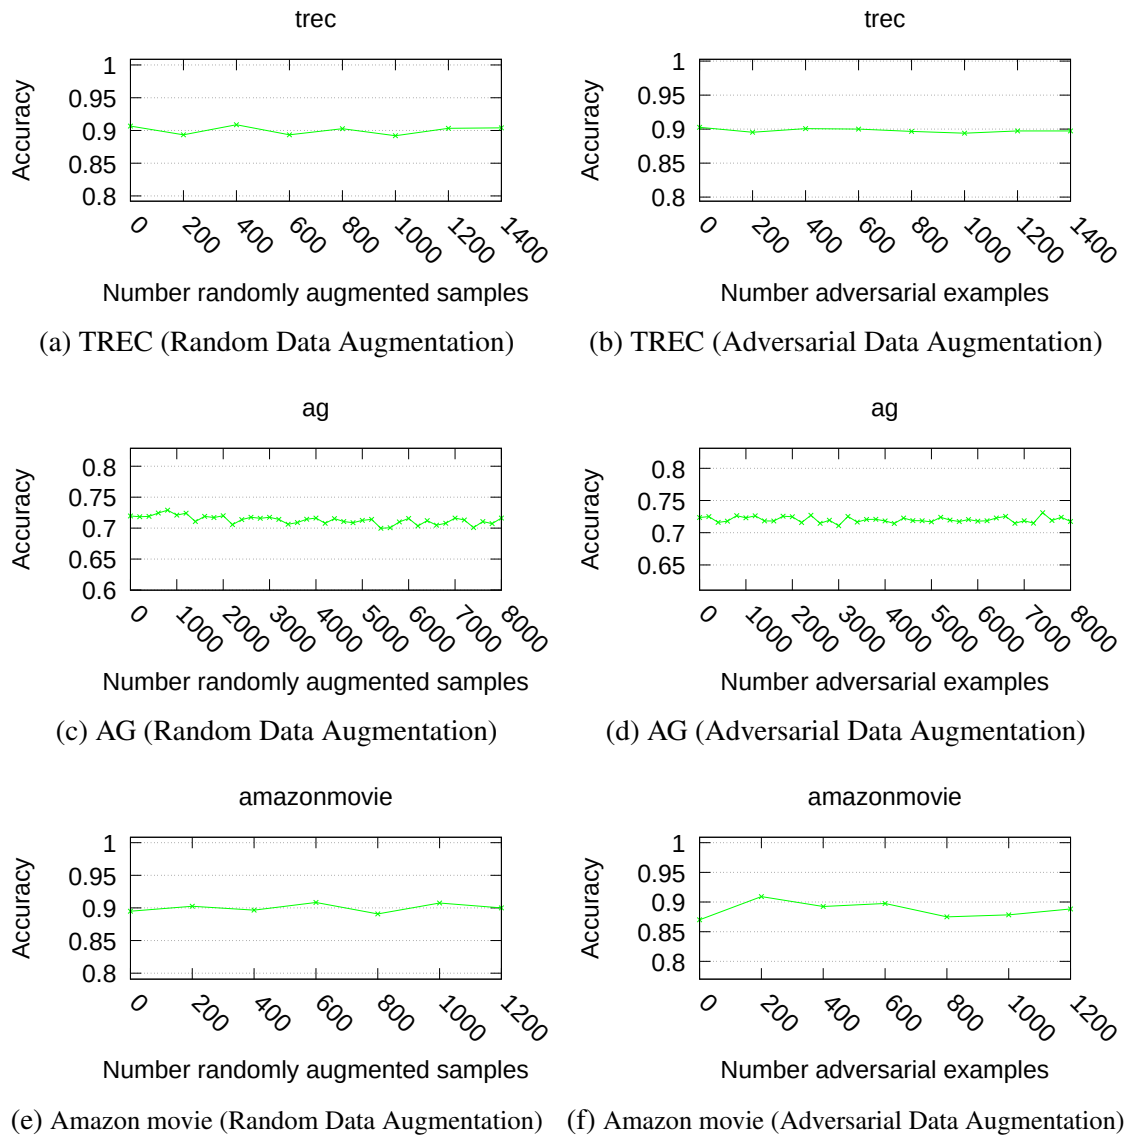 trec
Accuracy
1
0.95
0.9
0.85
0.8
0 200 400 600 800 1000 1200 1400
Number randomly augmented samples
(a) TREC (Random Data Augmentation)
trec
Accuracy
1
0.95
0.9
0.85
0.8
0 200 400 600 800 1000 1200 1400
Number adversarial examples
(b) TREC (Adversarial Data Augmentation)
ag
Accuracy
0.8
0.75
0.7
0.65
0.6
0 1000 2000 3000 4000 5000 6000 7000 8000
Number randomly augmented samples
(c) AG (Random Data Augmentation)
ag
Accuracy
0.8
0.75
0.7
0.65
0 1000 2000 3000 4000 5000 6000 7000 8000
Number adversarial examples
(d) AG (Adversarial Data Augmentation)
amazonmovie
Accuracy
1
0.95
0.9
0.85
0.8
0 200 400 600 800 1000 1200
Number randomly augmented samples
(e) Amazon movie (Random Data Augmentation)
amazonmovie
Accuracy
1
0.95
0.9
0.85
0.8
0 200 400 600 800 1000 1200
Number adversarial examples
(f) Amazon movie (Adversarial Data Augmentation)